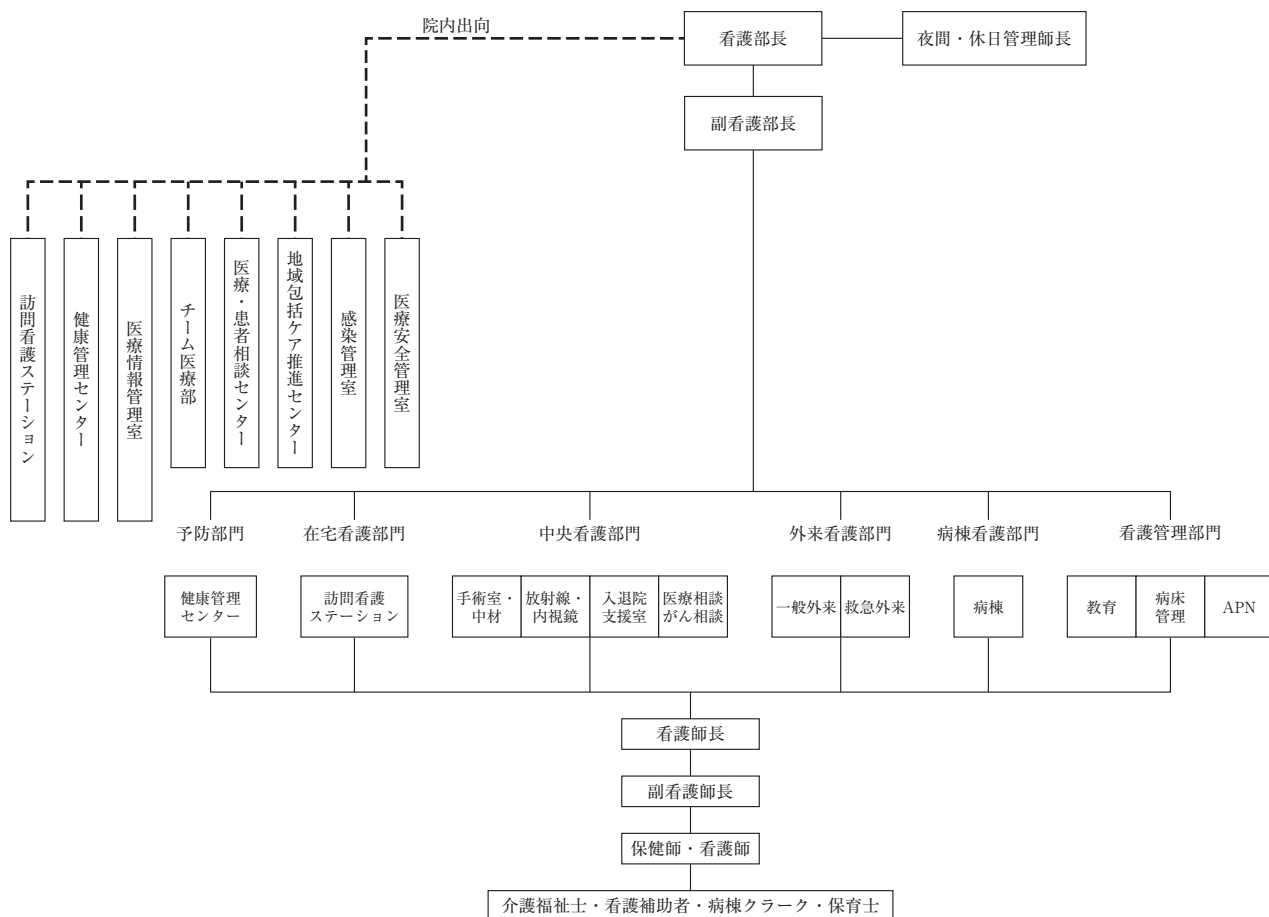 院内出向
看護部長
夜間・休日管理師長
副看護部長
訪問看護ステーション
健康管理センター
医療情報管理室
チーム医療部
医療・患者相談センター
地域包括ケア推進センター
感染管理室
医療安全管理室
予防部門
在宅看護部門
中央看護部門
外来看護部門
病棟看護部門
看護管理部門
健康管理
センター
訪問看護
ステーション
手術室・
中材
放射線・
内視鏡
入退院
支援室
医療相談
がん相談
一般外来
救急外来
病棟
教育
病床
管理
APN
看護師長
副看護師長
保健師・看護師
介護福祉士・看護補助者・病棟クラーク・保育士